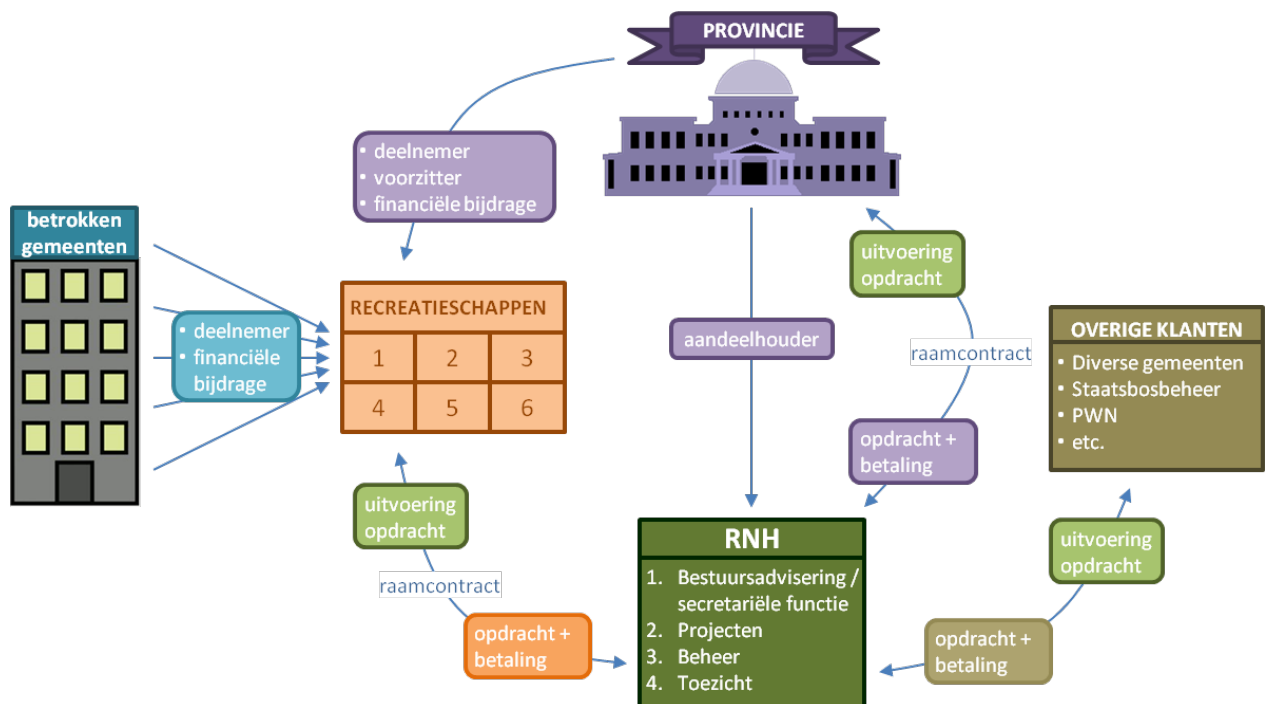 PROVINCIE
• deelnemer
• voorzitter
• financiële bijdrage
betrokken
gemeenten
• deelnemer
• financiële
bijdrage
RECREATIESCHAPPEN
1 2 3
4 5 6
aandeelhouder
uitvoering
opdracht
raamcontract
opdracht +
betaling
OVERIGE KLANTEN
• Diverse gemeenten
• Staatsbosbeheer
• PWN
• etc.
uitvoering
opdracht
raamcontract
opdracht +
betaling
RNH
1. Bestuursadvisering /
secretariële functie
2. Projecten
3. Beheer
4. Toezicht
uitvoering
opdracht
opdracht +
betaling